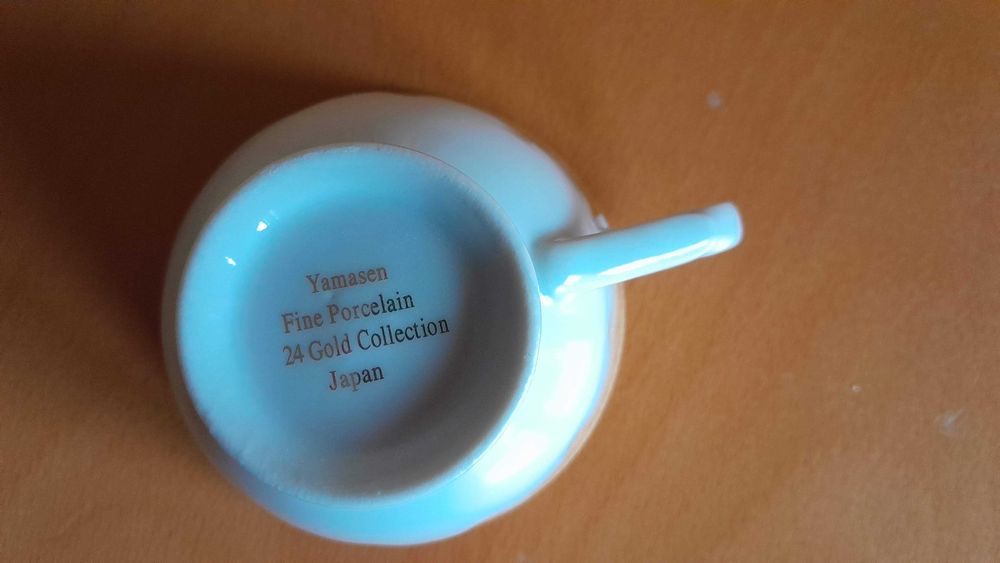 Yamasen
Fine Porcelain
24 Gold Collection
Japan